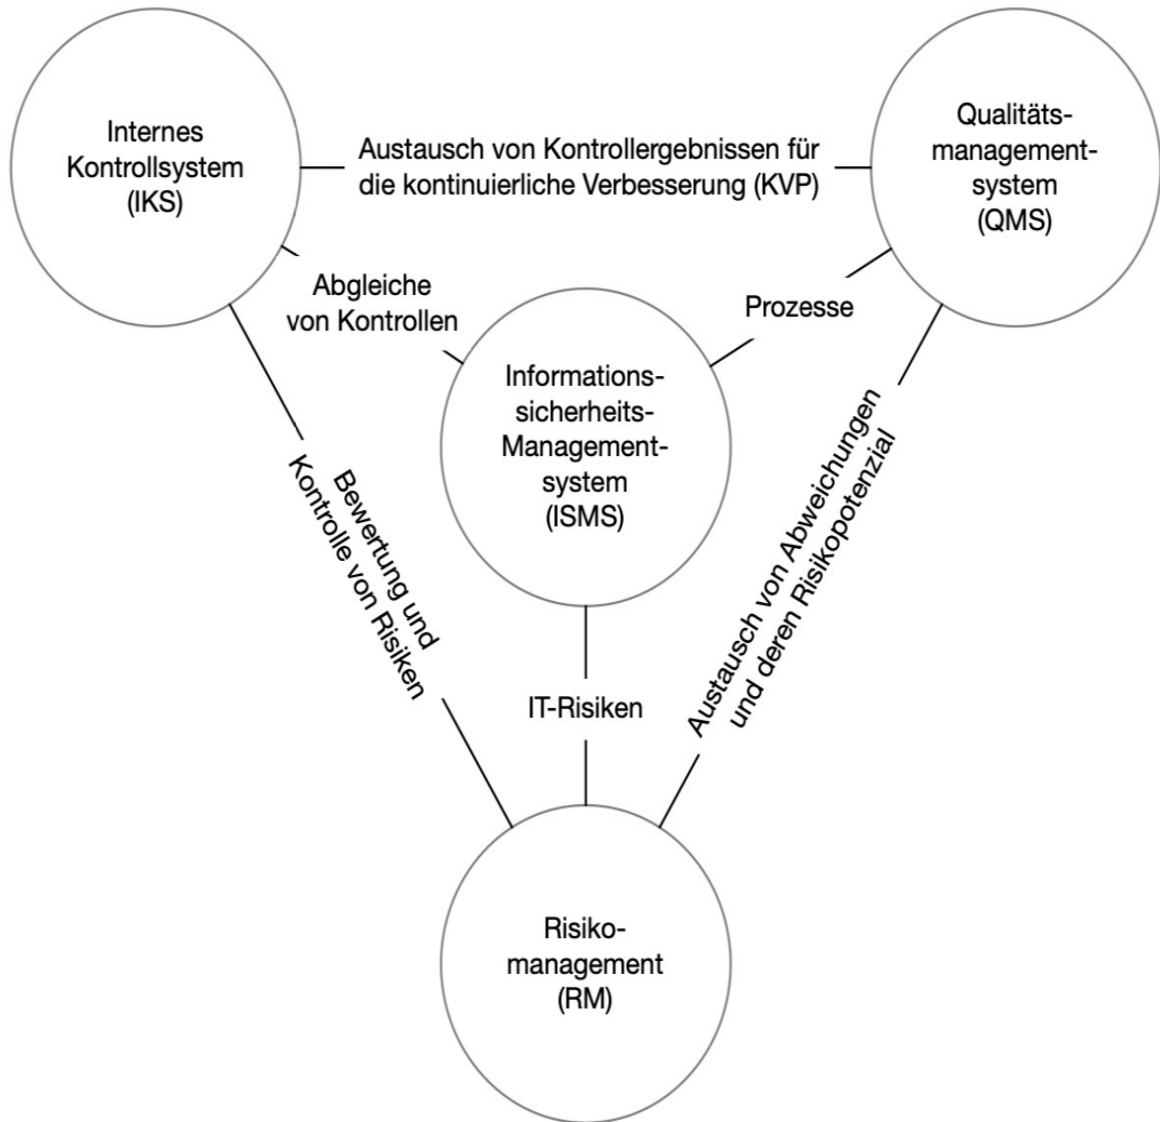 Internes
Kontrollsystem
(IKS)
Austausch von Kontrollergebnissen für
die kontinuierliche Verbesserung (KVP)
Qualitäts-
management-
system
(QMS)
Abgleiche
von Kontrollen
Prozesse
Informations-
sicherheits-
Management-
system
(ISMS)
Bewertung und
Kontrolle von Risiken
Austausch von Abweichungen
und deren Risikopotenzial
IT-Risiken
Risiko-
management
(RM)